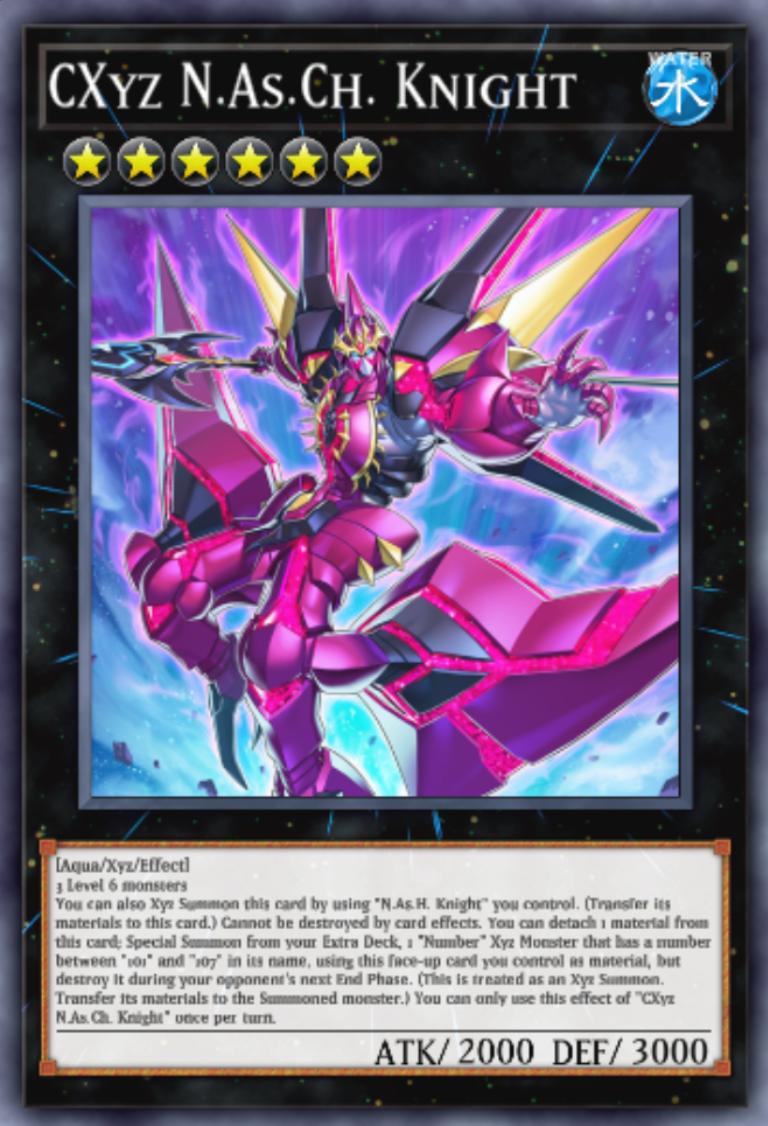 CXyz N.As.Ch. Knight
WATER
水
[Aqua/Xyz/Effect]
3 Level 6 monsters
You can also Xyz Summon this card by using "N.As.H. Knight" you control. (Transfer its
materials to this card.) Cannot be destroyed by card effects. You can detach 1 material from
this card; Special Summon from your Extra Deck, 1 "Number" Xyz Monster that has a number
between "101" and "107" in its name, using this face-up card you control as material, but
destroy it during your opponent's next End Phase. (This is treated as an Xyz Summon.
Transfer its materials to the Summoned monster.) You can only use this effect of "CXyz
N.As.Ch. Knight" once per turn.
ATK/ 2000 DEF/ 3000